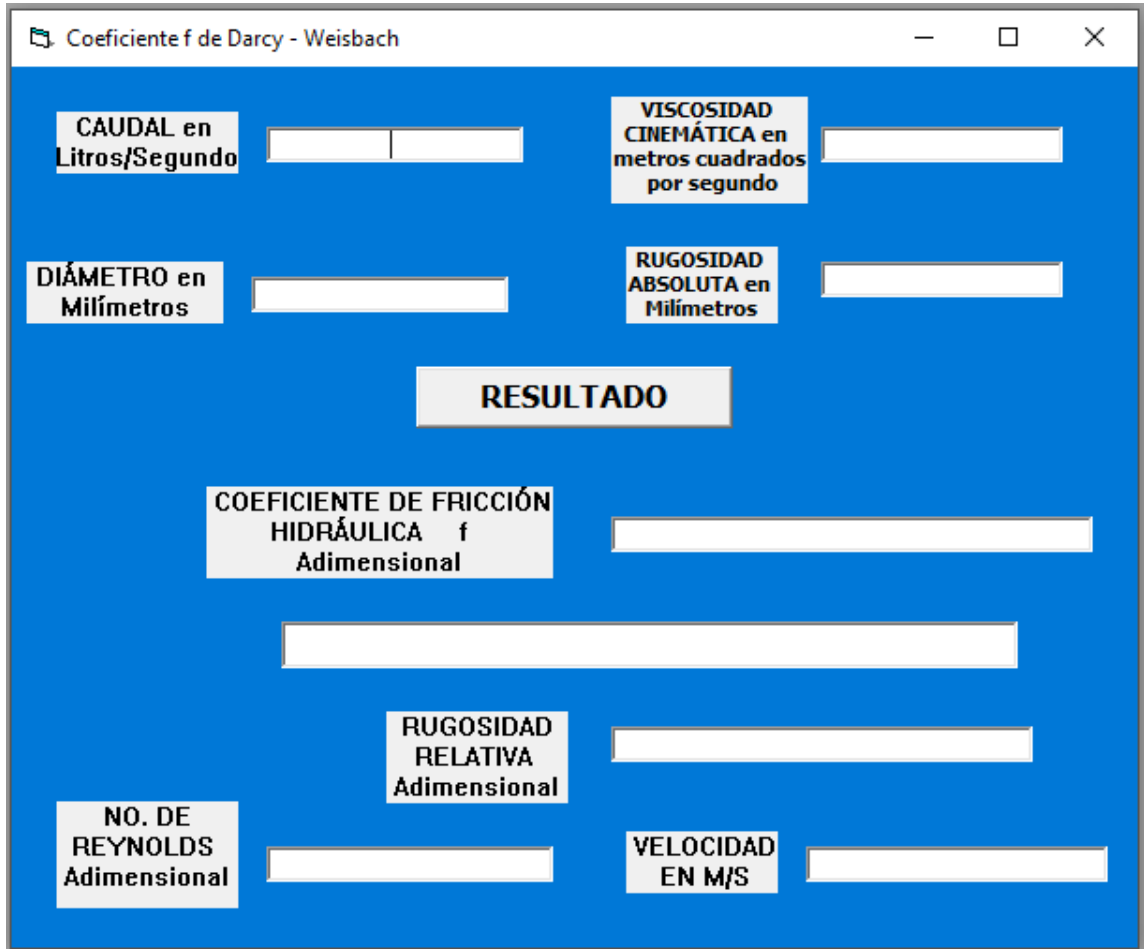 Coeficiente f de Darcy - Weisbach
CAUDAL en
Litros/Segundo
VISCOSIDAD
CINEMÁTICA en
metros cuadrados
por segundo
DIÁMETRO en
Milímetros
RUGOSIDAD
ABSOLUTA en
Milímetros
RESULTADO
COEFICIENTE DE FRICCIÓN
HIDRÁULICA f
Adimensional
RUGOSIDAD
RELATIVA
Adimensional
NO. DE
REYNOLDS
Adimensional
VELOCIDAD
EN M/S